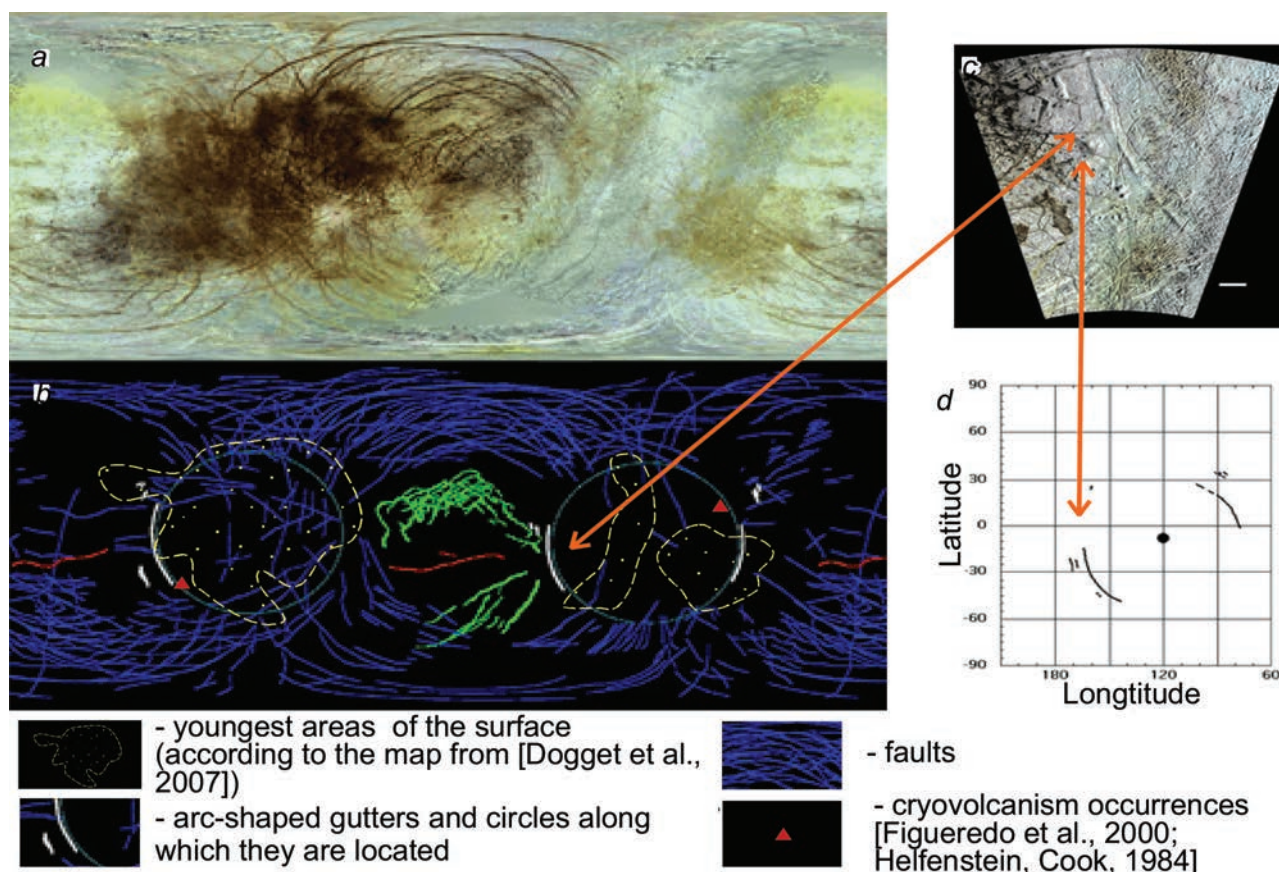 a
c
b
d
90
60
30
0
-30
-60
-90
Latitude
180
120
60
Longtitude
- youngest areas of the surface
(according to the map from [Dogget et al.,
2007])
- arc-shaped gutters and circles along
which they are located
- faults
- cryovolcanism occurrences
[Figueredo et al., 2000;
Helfenstein, Cook, 1984]